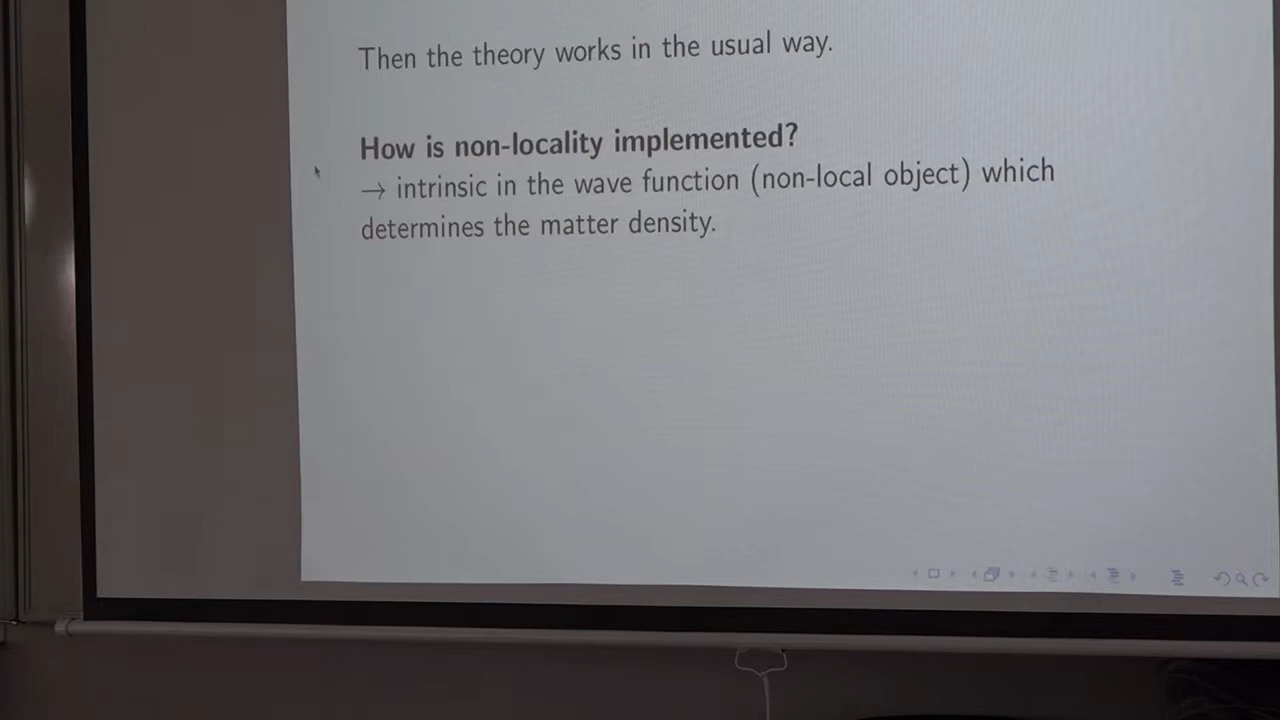 Then the theory works in the usual way.
How is non-locality implemented?
→ intrinsic in the wave function (non-local object) which
determines the matter density.